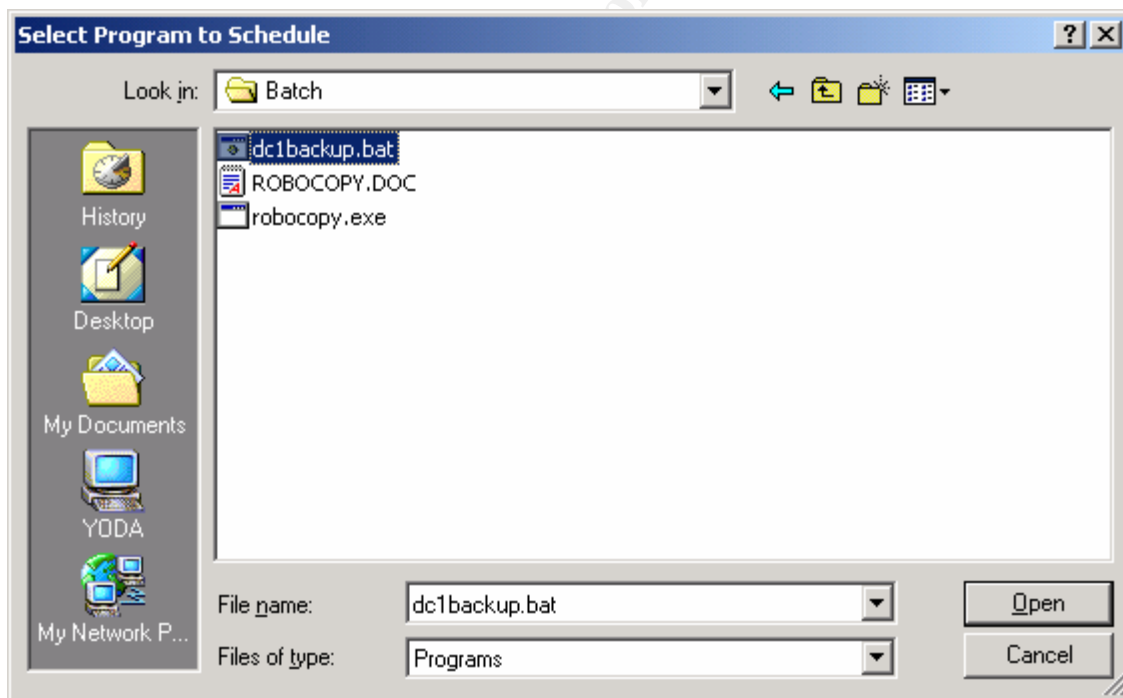 Select Program to Schedule
Look in:
Batch
dc1backup.bat
ROBOCOPY.DOC
robocopy.exe
History
Desktop
My Documents
YODA
My Network P...
File name:
dc1backup.bat
Open
Files of type:
Programs
Cancel